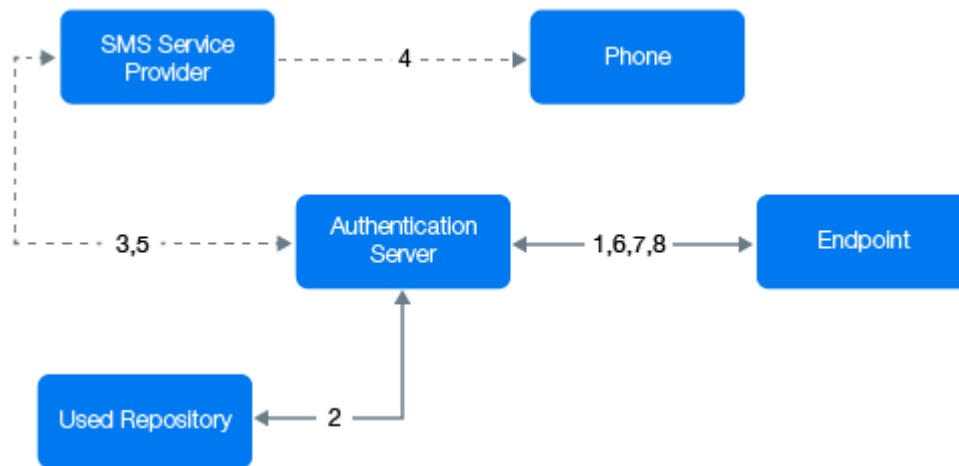 SMS Service
Provider
4
Phone
3,5
Authentication
Server
1,6,7,8
Endpoint
Used Repository
2